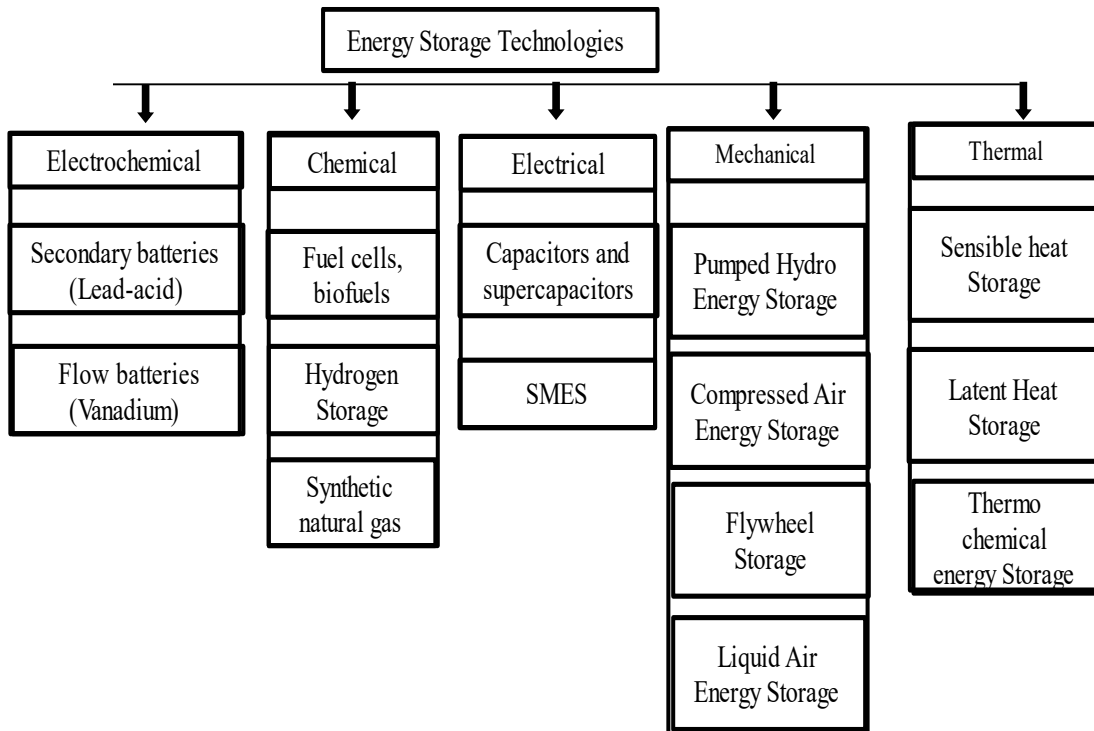 Energy Storage Technologies
Electrochemical
Secondary batteries
(Lead-acid)
Flow batteries
(Vanadium)
Chemical
Fuel cells,
biofuels
Hydrogen
Storage
Synthetic
natural gas
Electrical
Capacitors and
supercapacitors
SMES
Mechanical
Pumped Hydro
Energy Storage
Compressed Air
Energy Storage
Flywheel
Storage
Liquid Air
Energy Storage
Thermal
Sensible heat
Storage
Latent Heat
Storage
Thermo
chemical
energy Storage